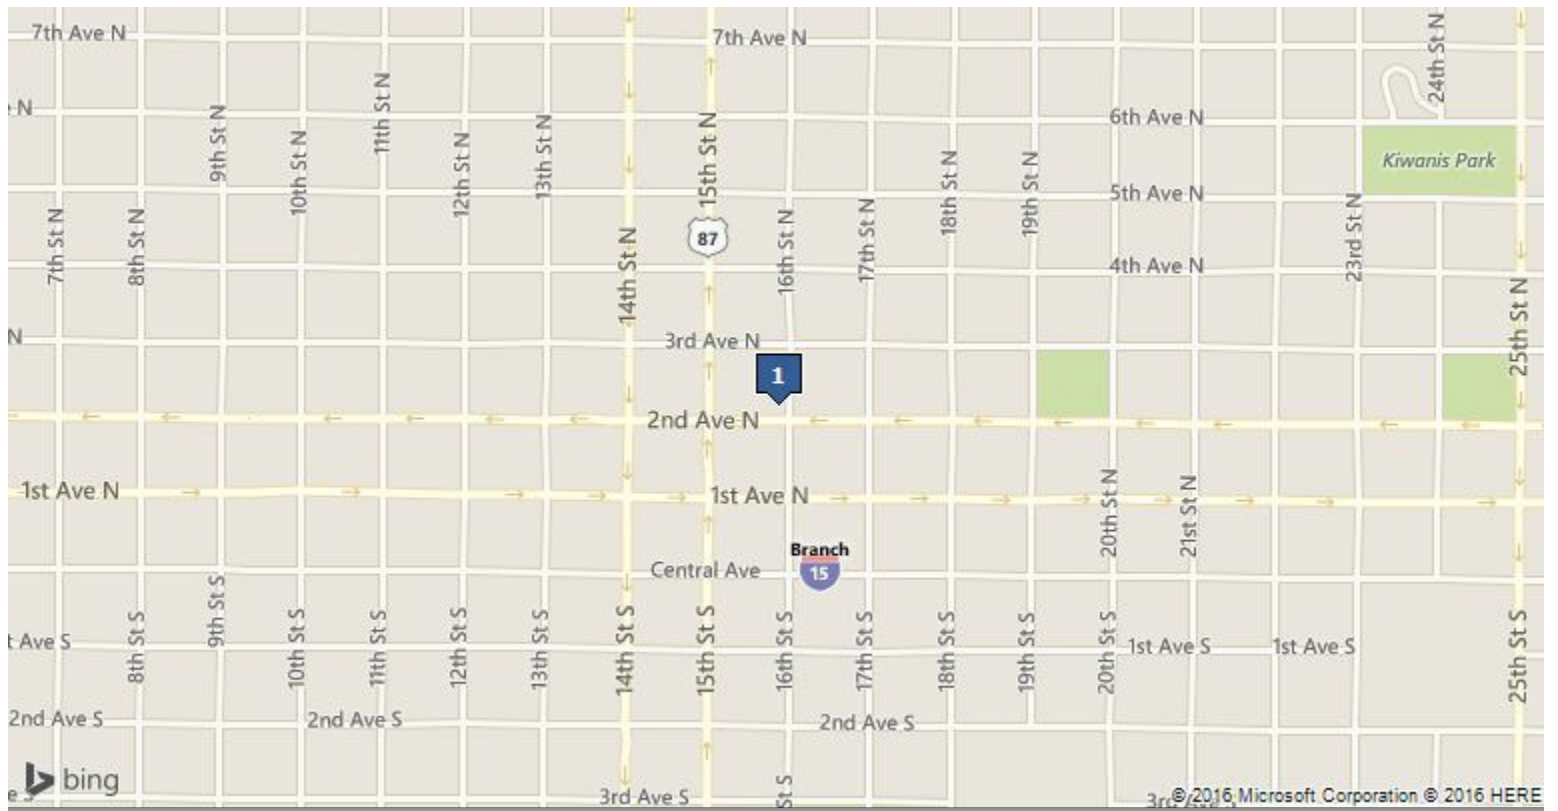 7th Ave N
7th Ave N
24th St N
N
9th St N
11th St N
6th Ave N
10th St N
12th St N
13th St N
15th St N
18th St N
19th St N
Kiwanis Park
5th Ave N
7th St N
8th St N
14th St N
87
16th St N
17th St N
4th Ave N
23rd St N
25th St N
N
3rd Ave N
1
2nd Ave N
1st Ave N
1st Ave N
20th St N
21st St N
Branch
15
Central Ave
9th St S
t Ave S
8th St S
10th St S
11th St S
12th St S
13th St S
14th St S
15th St S
16th St S
17th St S
18th St S
19th St S
20th St S
1st Ave S
1st Ave S
25th St S
2nd Ave S
2nd Ave S
2nd Ave S
bing
e S
3rd Ave S
St S
3rd Ave S
© 2016 Microsoft Corporation © 2016 HERE